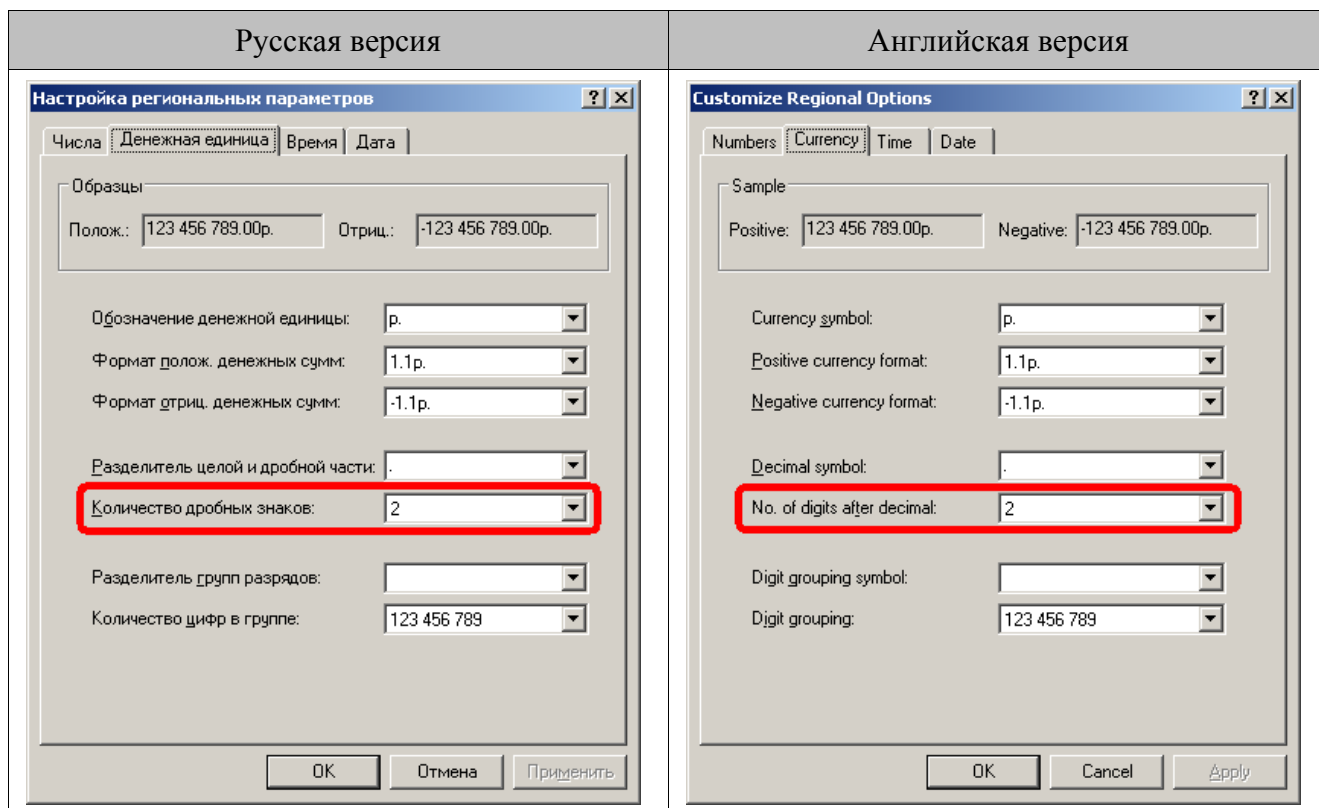 Русская версия
Английская версия
Настройка региональных параметров
Числа Денежная единица Время Дата
Образцы
Полож.: 123 456 789.00р. Отриц.: -123 456 789.00р.
Обозначение денежной единицы: р.
Формат полож. денежных сумм: 1.1р.
Формат отриц. денежных сумм: -1.1р.
Разделитель целой и дробной части: .
Количество дробных знаков: 2
Разделитель групп разрядов:
Количество цифр в группе: 123 456 789
OK Отмена Применить
Customize Regional Options
Numbers Currency Time Date
Sample
Positive: 123 456 789.00р. Negative: -123 456 789.00р.
Currency symbol: р.
Positive currency format: 1.1р.
Negative currency format: -1.1р.
Decimal symbol: .
No. of digits after decimal: 2
Digit grouping symbol:
Digit grouping: 123 456 789
OK Cancel Apply